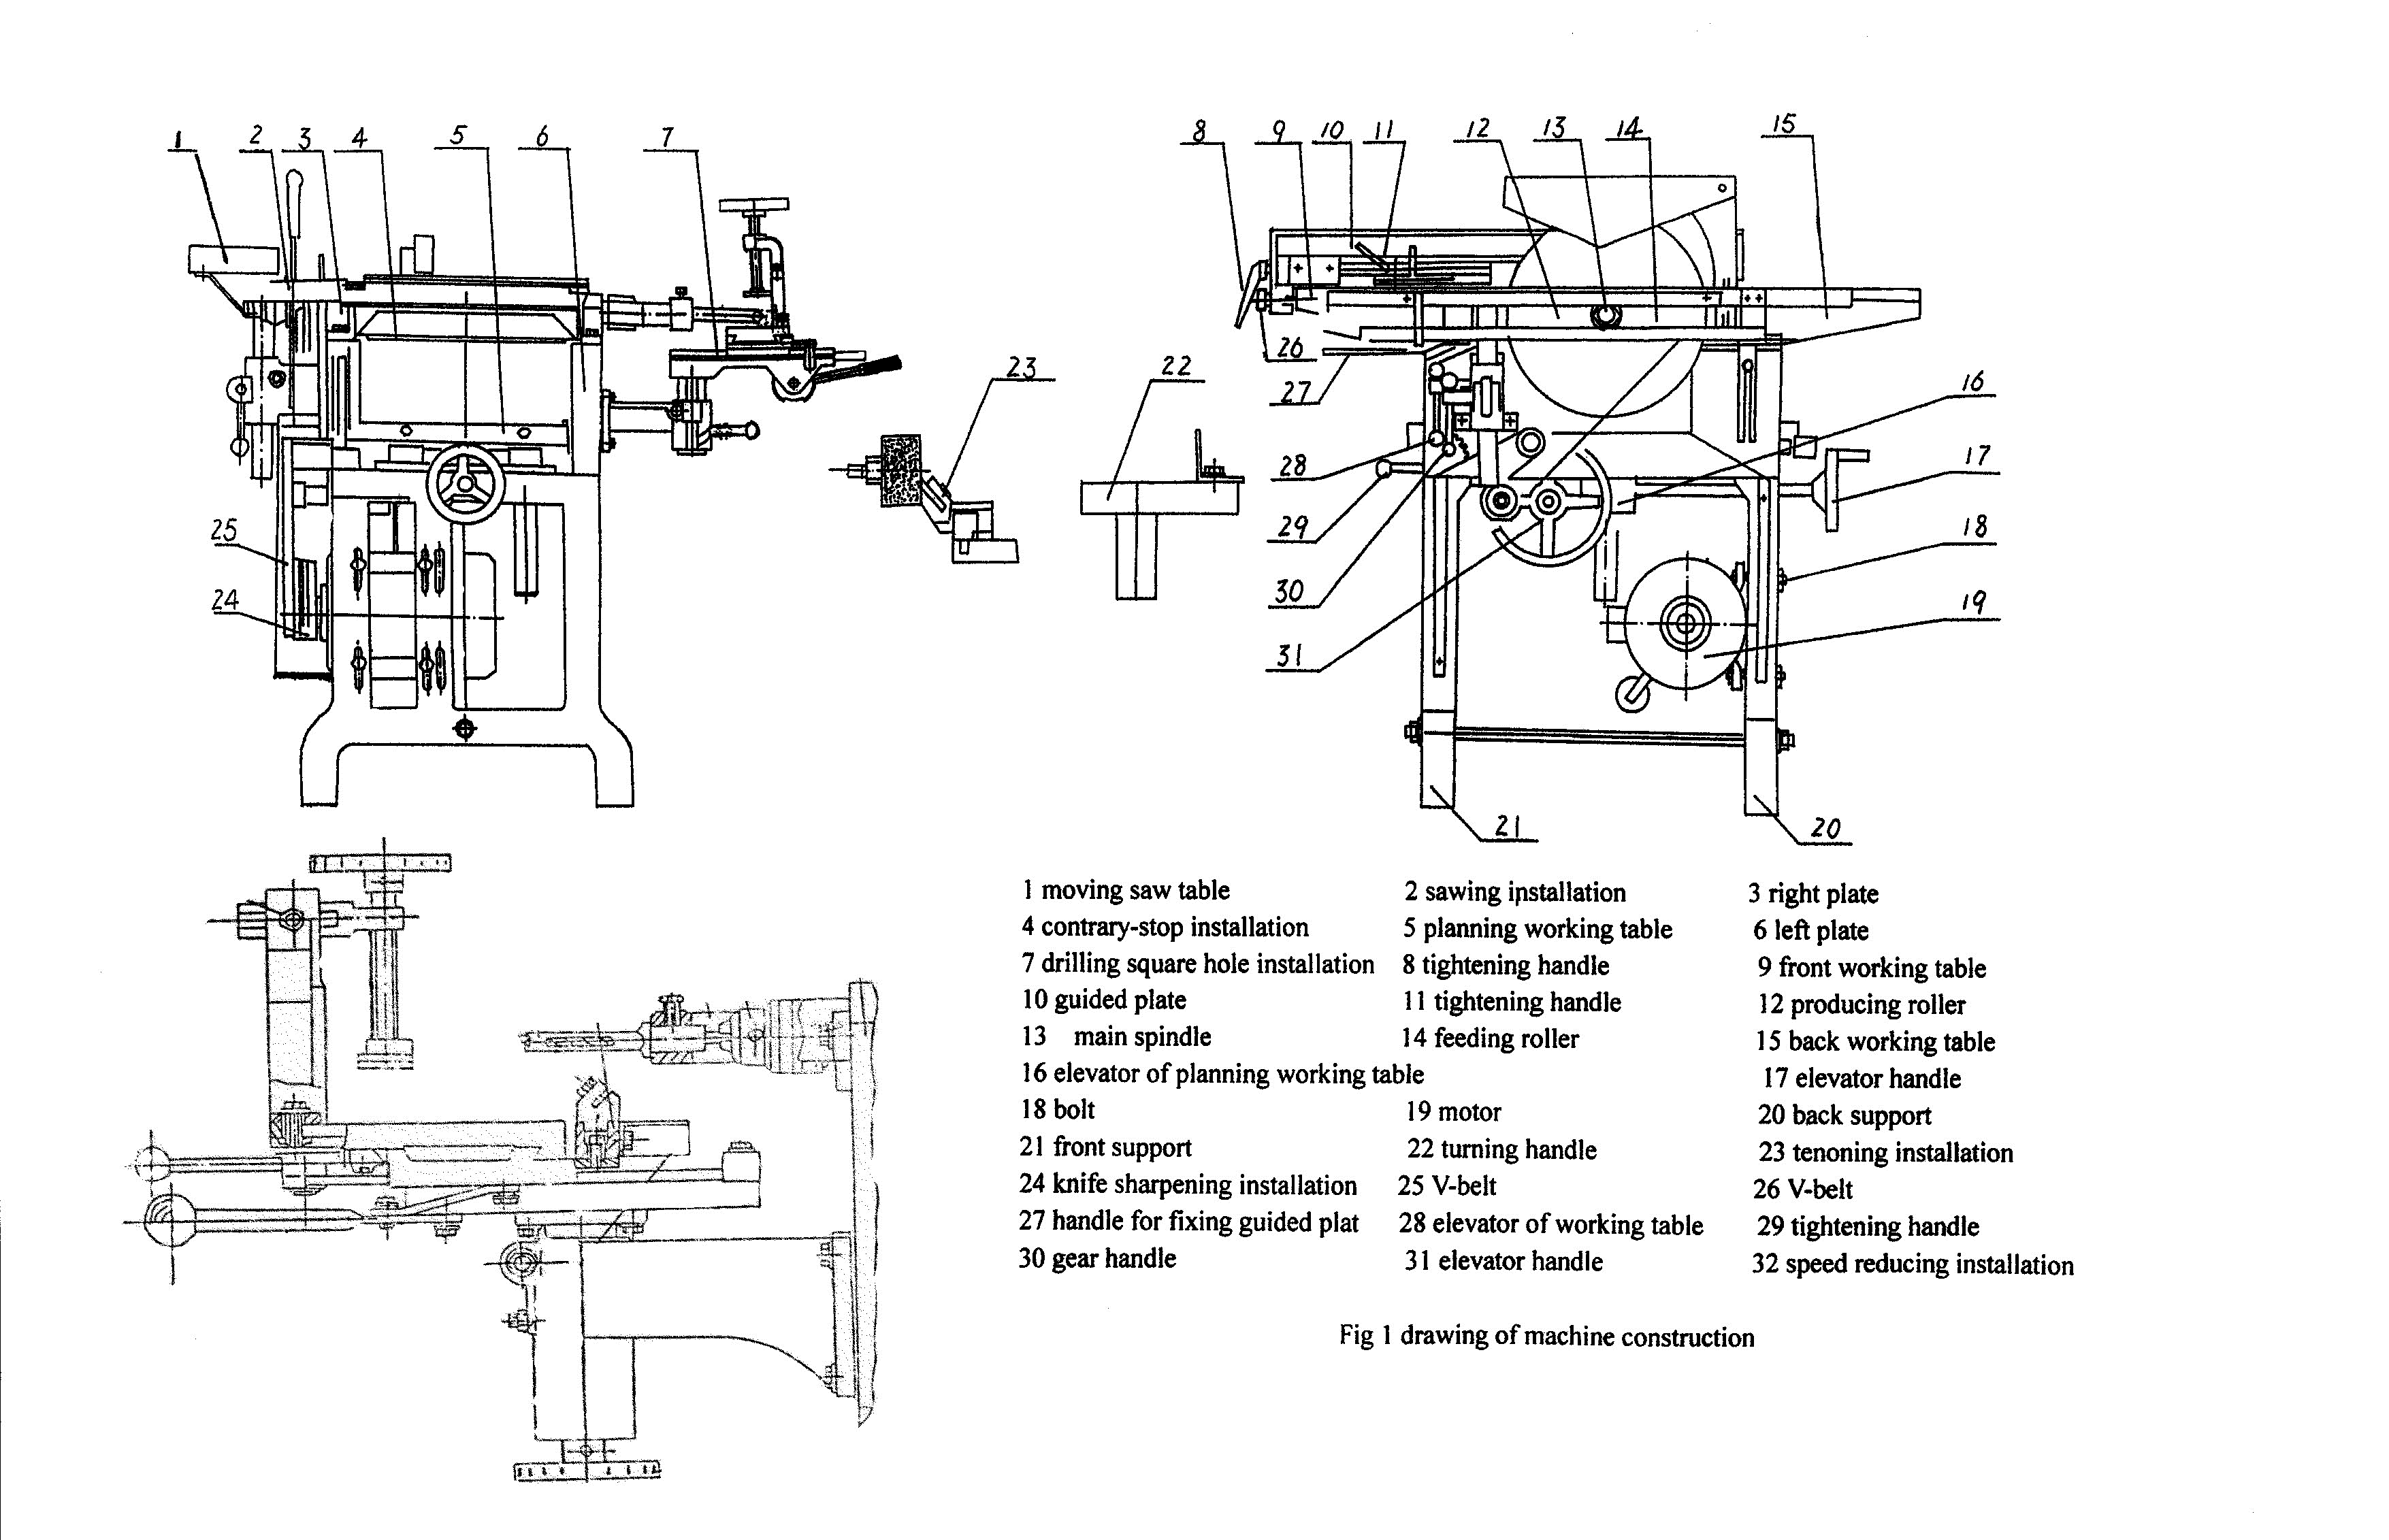 1 2 3 4 5 6 7
8 9 10 11 12 13 14 15
16
17
18
19
20
21
22
23
24
25
26
27
28
29
30
31
1 moving saw table 2 sawing installation 3 right plate
4 contrary-stop installation 5 planning working table 6 left plate
7 drilling square hole installation 8 tightening handle 9 front working table
10 guided plate 11 tightening handle 12 producing roller
13 main spindle 14 feeding roller 15 back working table
16 elevator of planning working table 17 elevator handle
18 bolt 19 motor 20 back support
21 front support 22 turning handle 23 tenoning installation
24 knife sharpening installation 25 V-belt 26 V-belt
27 handle for fixing guided plat 28 elevator of working table 29 tightening handle
30 gear handle 31 elevator handle 32 speed reducing installation
Fig 1 drawing of machine construction